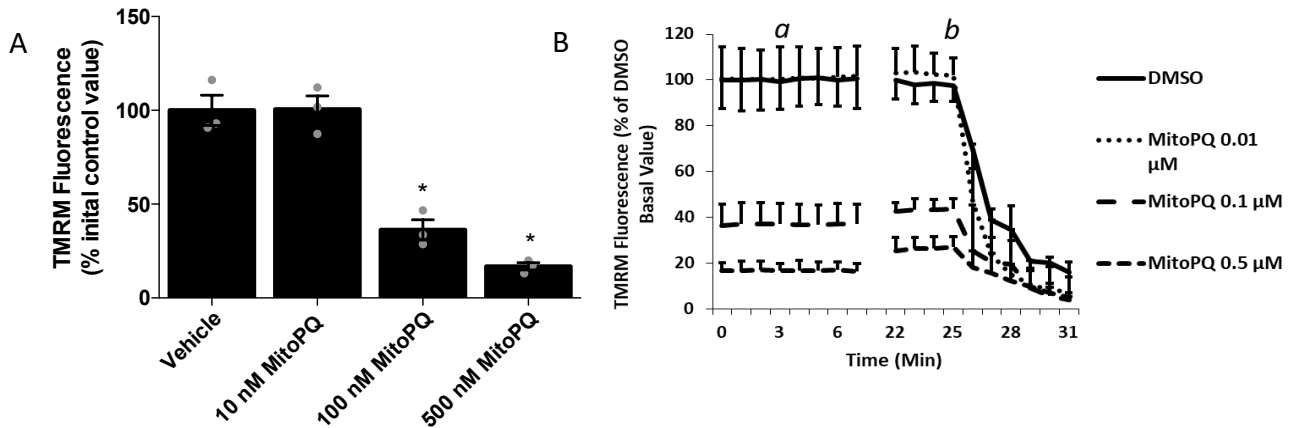 A
TMRM Fluorescence
(% inital control value)
150
100
50
0
*
*
Vehicle
10 nM MitoPQ
100 nM MitoPQ
500 nM MitoPQ
B
TMRM Fluorescence (% of DMSO
Basal Value)
120
100
80
60
40
20
0
a
b
0 3 6 22 25 28 31
Time (Min)
DMSO
MitoPQ 0.01
µM
MitoPQ 0.1 µM
MitoPQ 0.5 µM